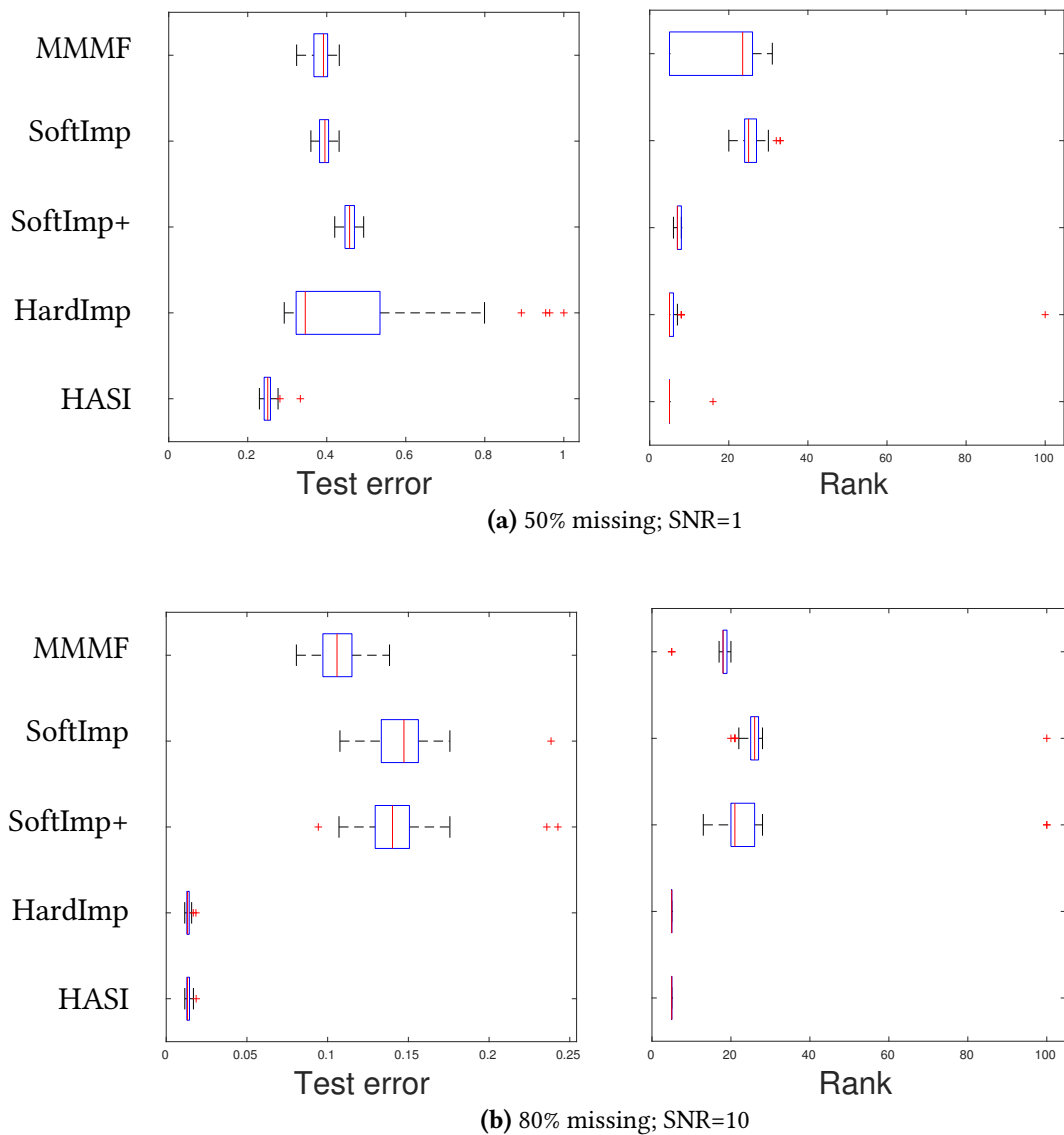 MMMF
SoftImp
SoftImp+
HardImp
HASI
0 0.2 0.4 0.6 0.8 1
Test error
0 20 40 60 80 100
Rank
(a) 50% missing; SNR=1
MMMF
SoftImp
SoftImp+
HardImp
HASI
0 0.05 0.1 0.15 0.2 0.25
Test error
0 20 40 60 80 100
Rank
(b) 80% missing; SNR=10